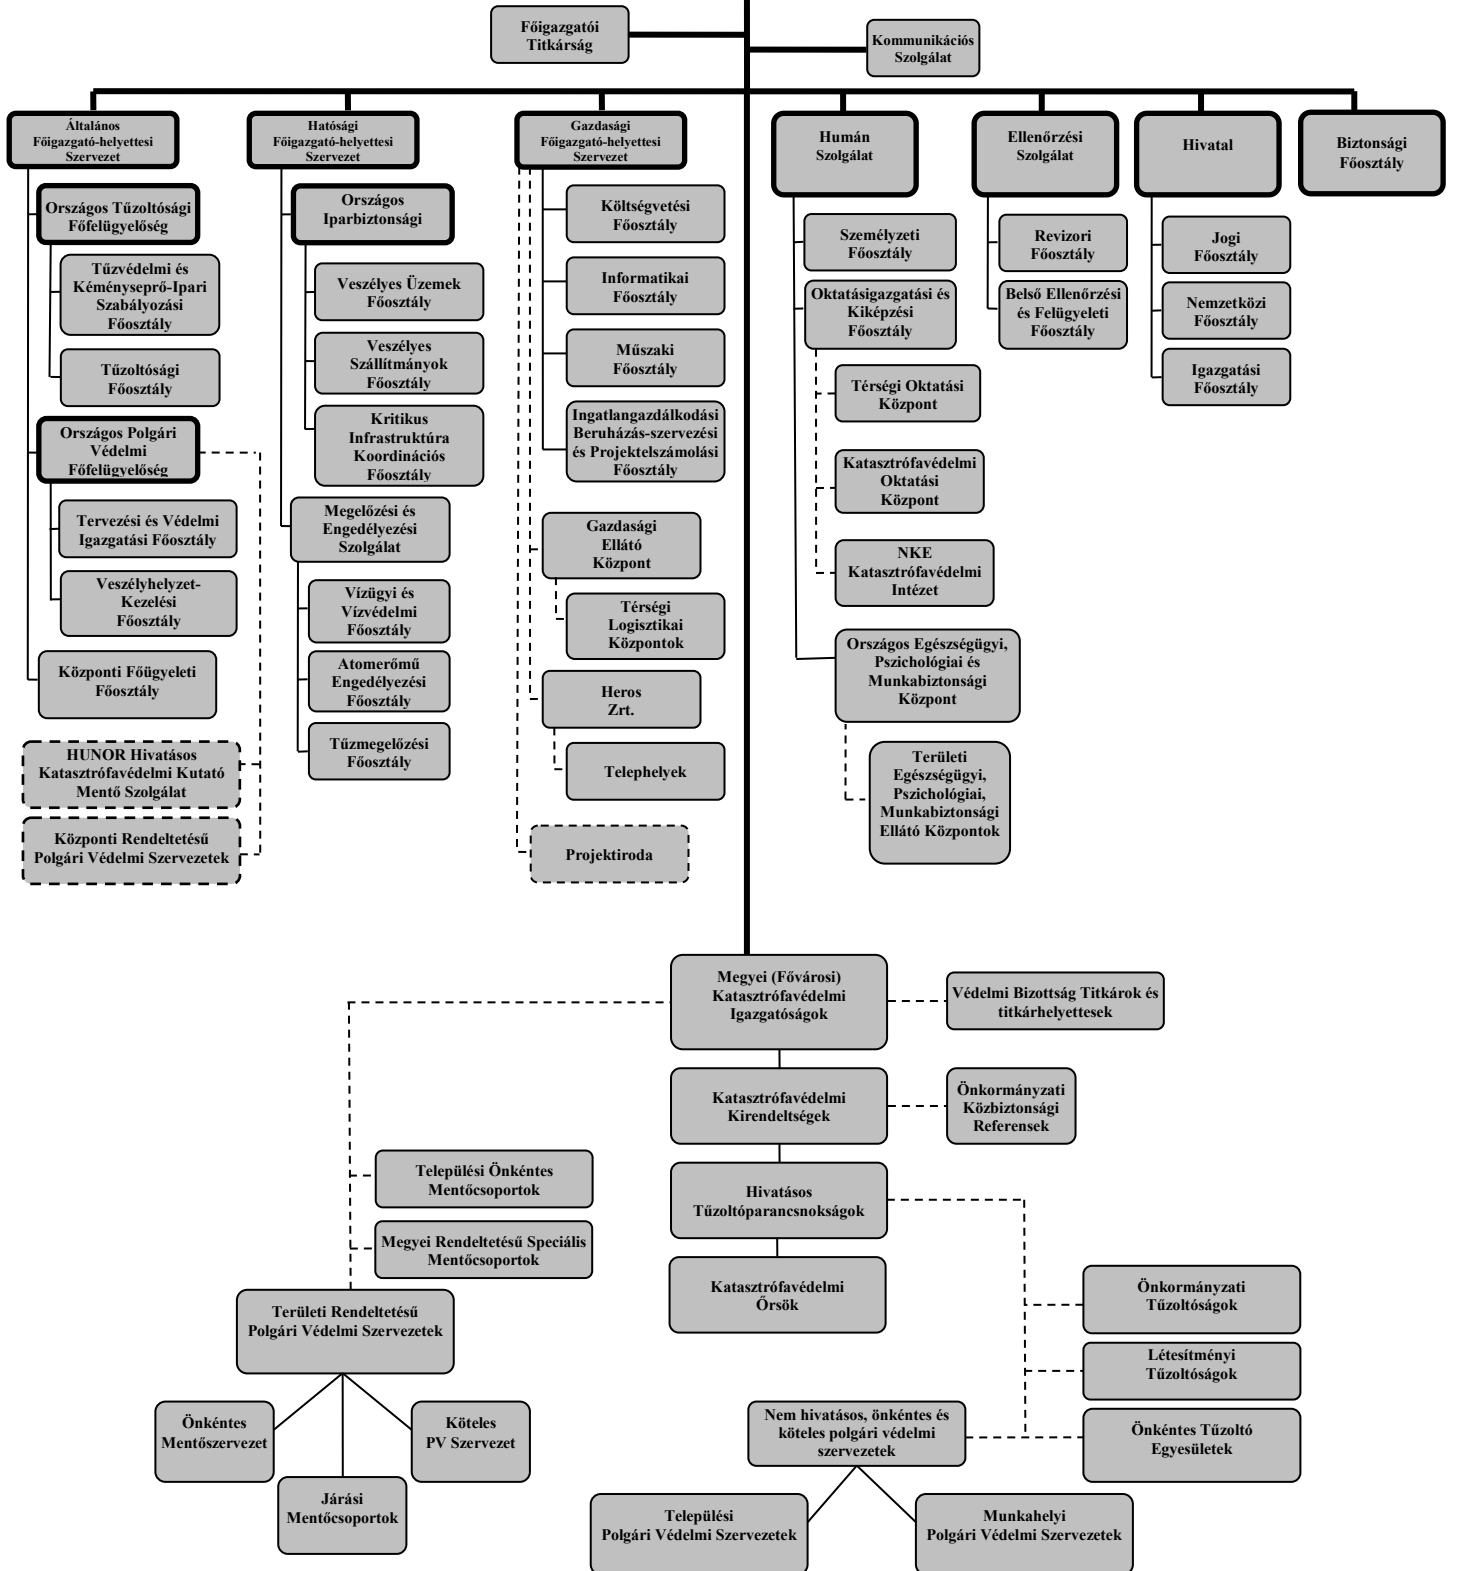 Főigazgatói
Titkárság
Kommunikációs
Szolgálat
Általános
Főigazgató-helyettesi
Szervezet
Hatósági
Főigazgató-helyettesi
Szervezet
Gazdasági
Főigazgató-helyettesi
Szervezet
Humán
Szolgálat
Ellenőrzési
Szolgálat
Hivatal
Biztonsági
Főosztály
Országos Tűzoltósági
Főfelügyelőség
Tűzvédelmi és
Kéményseprő-Ipari
Szabályozási
Főosztály
Tűzoltósági
Főosztály
Országos Polgári
Védelmi
Főfelügyelőség
Tervezési és Védelmi
Igazgatási Főosztály
Veszélyhelyzet-
Kezelési
Főosztály
Központi Főügyeleti
Főosztály
HUNOR Hivatásos
Katasztrófavédelmi Kutató
Mentő Szolgálat
Központi Rendeltetésű
Polgári Védelmi Szervezetek
Országos
Iparbiztonsági
Veszélyes Üzemek
Főosztály
Veszélyes
Szállítmányok
Főosztály
Kritikus
Infrastruktúra
Koordinációs
Főosztály
Megelőzési és
Engedélyezési
Szolgálat
Vízügyi és
Vízvédelmi
Főosztály
Atomerőmű
Engedélyezési
Főosztály
Tűzmegelőzési
Főosztály
Költségvetési
Főosztály
Informatikai
Főosztály
Műszaki
Főosztály
Ingatlangazdálkodási
Beruházás-szervezési
és Projektelszámolási
Főosztály
Gazdasági
Ellátó
Központ
Térségi
Logisztikai
Központok
Heros
Zrt.
Telephelyek
Projektiroda
Személyzeti
Főosztály
Oktatásigazgatási és
Kiképzési
Főosztály
Térségi Oktatási
Központ
Katasztrófavédelmi
Oktatási
Központ
NKE
Katasztrófavédelmi
Intézet
Országos Egészségügyi,
Pszichológiai és
Munkabiztonsági
Központ
Területi
Egészségügyi,
Pszichológiai,
Munkabiztonsági
Ellátó Központok
Revizori
Főosztály
Belső Ellenőrzési
és Felügyeleti
Főosztály
Jogi
Főosztály
Nemzetközi
Főosztály
Igazgatási
Főosztály
Megyei (Fővárosi)
Katasztrófavédelmi
Igazgatóságok
Védelmi Bizottság Titkárok és
titkárhelyettesek
Katasztrófavédelmi
Kirendeltségek
Önkormányzati
Közbiztonsági
Referensek
Hivatásos
Tűzoltóparancsnokságok
Katasztrófavédelmi
Őrsök
Települési Önkéntes
Mentőcsoportok
Megyei Rendeltetésű Speciális
Mentőcsoportok
Területi Rendeltetésű
Polgári Védelmi Szervezetek
Önkéntes
Mentőszervezet
Járási
Mentőcsoportok
Köteles
PV Szervezet
Önkormányzati
Tűzoltóságok
Létesítményi
Tűzoltóságok
Önkéntes Tűzoltó
Egyesületek
Nem hivatásos, önkéntes és
köteles polgári védelmi
szervezetek
Települési
Polgári Védelmi Szervezetek
Munkahelyi
Polgári Védelmi Szervezetek